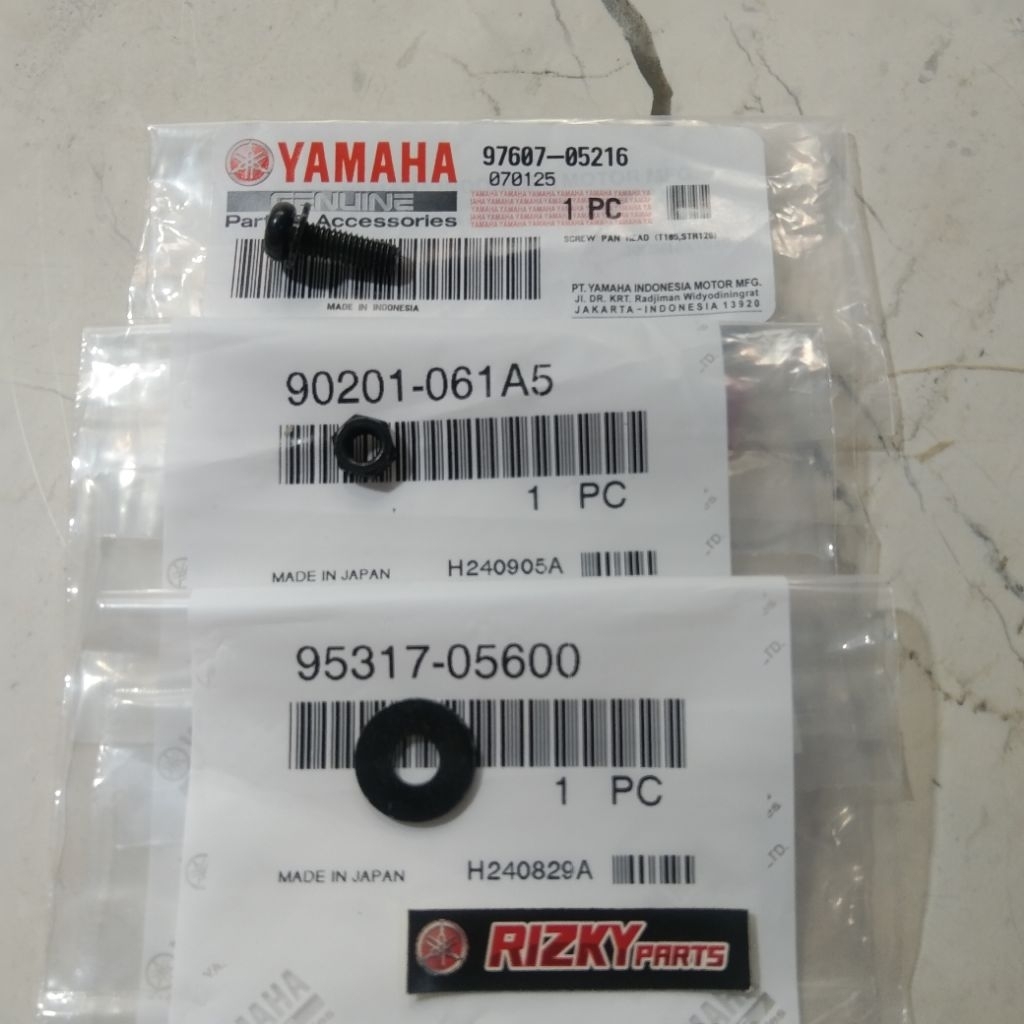 YAMAHA 97607-05216
070125
GENUINE
Parts & Accessories
1 PC
SCREW PAN HEAD (T105,STR120)
MADE IN INDONESIA
PT. YAMAHA INDONESIA MOTOR MFG.
Jl. DR. KRT. Radjiman Widyodiningrat
JAKARTA-INDONESIA 13920
90201-061A5
1 PC
MADE IN JAPAN H240905A
95317-05600
1 PC
MADE IN JAPAN H240829A
RIZKY PARTS
YAMAHA